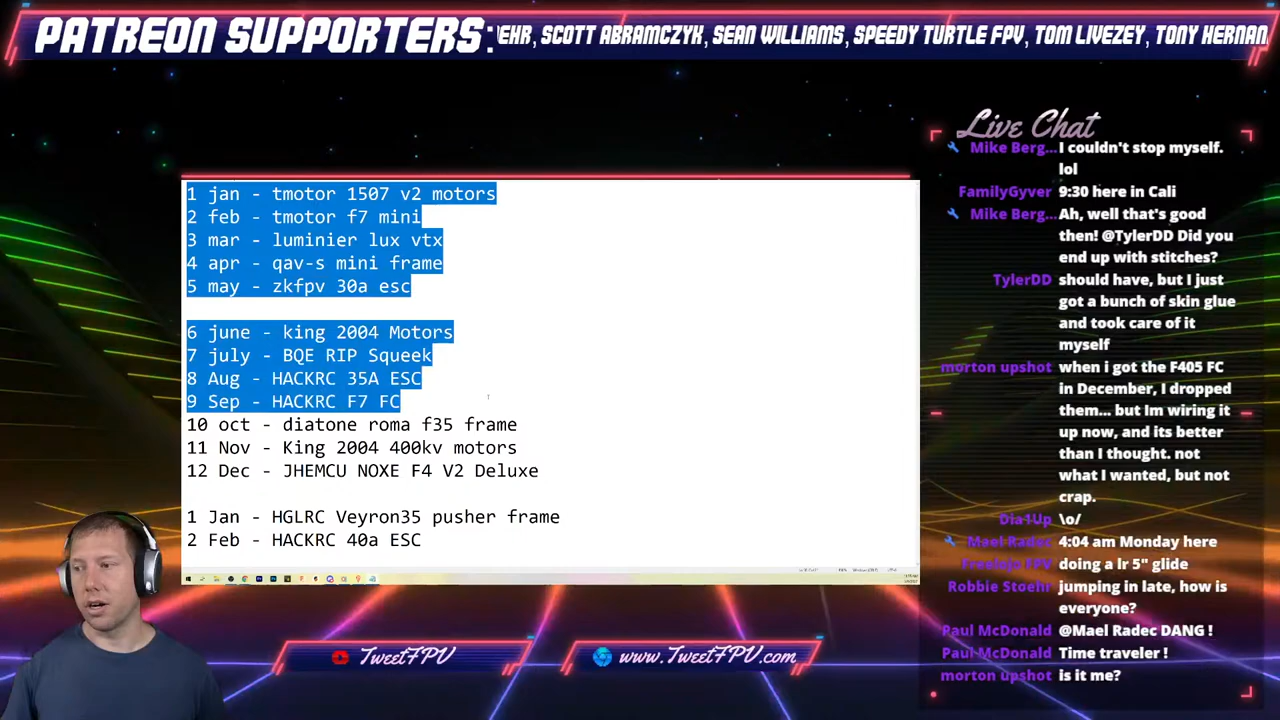 PATREON SUPPORTERS: EHR, SCOTT ABRAMCZYK, SEAN WILLIAMS, SPEEDY TURTLE FPV, TOM LIVEZEY, TONY HERNAN
1 jan - tmotor 1507 v2 motors
2 feb - tmotor f7 mini
3 mar - luminier lux vtx
4 apr - qav-s mini frame
5 may - zkfpv 30a esc
6 june - king 2004 Motors
7 july - BQE RIP Squeek
8 Aug - HACKRC 35A ESC
9 Sep - HACKRC F7 FC
10 oct - diatone roma f35 frame
11 Nov - King 2004 400kv motors
12 Dec - JHEMCU NOXE F4 V2 Deluxe
1 Jan - HGLRC Veyron35 pusher frame
2 Feb - HACKRC 40a ESC
TweetFPV
www.TweetFPV.com
Live Chat
Mike Berg... I couldn't stop myself.
lol
FamilyGyver 9:30 here in Cali
Mike Berg... Ah, well that's good
then! @TylerDD Did you
end up with stitches?
TylerDD should have, but I just
got a bunch of skin glue
and took care of it
myself
morton upshot when i got the F405 FC
in December, I dropped
them... but Im wiring it
up now, and its better
than I thought. not
what I wanted, but not
crap.
Dia1Up \o/
Mael Radec 4:04 am Monday here
doing a lr 5" glide
Robbie Stoehr jumping in late, how is
everyone?
Paul McDonald @Mael Radec DANG !
Paul McDonald Time traveler !
morton upshot is it me?